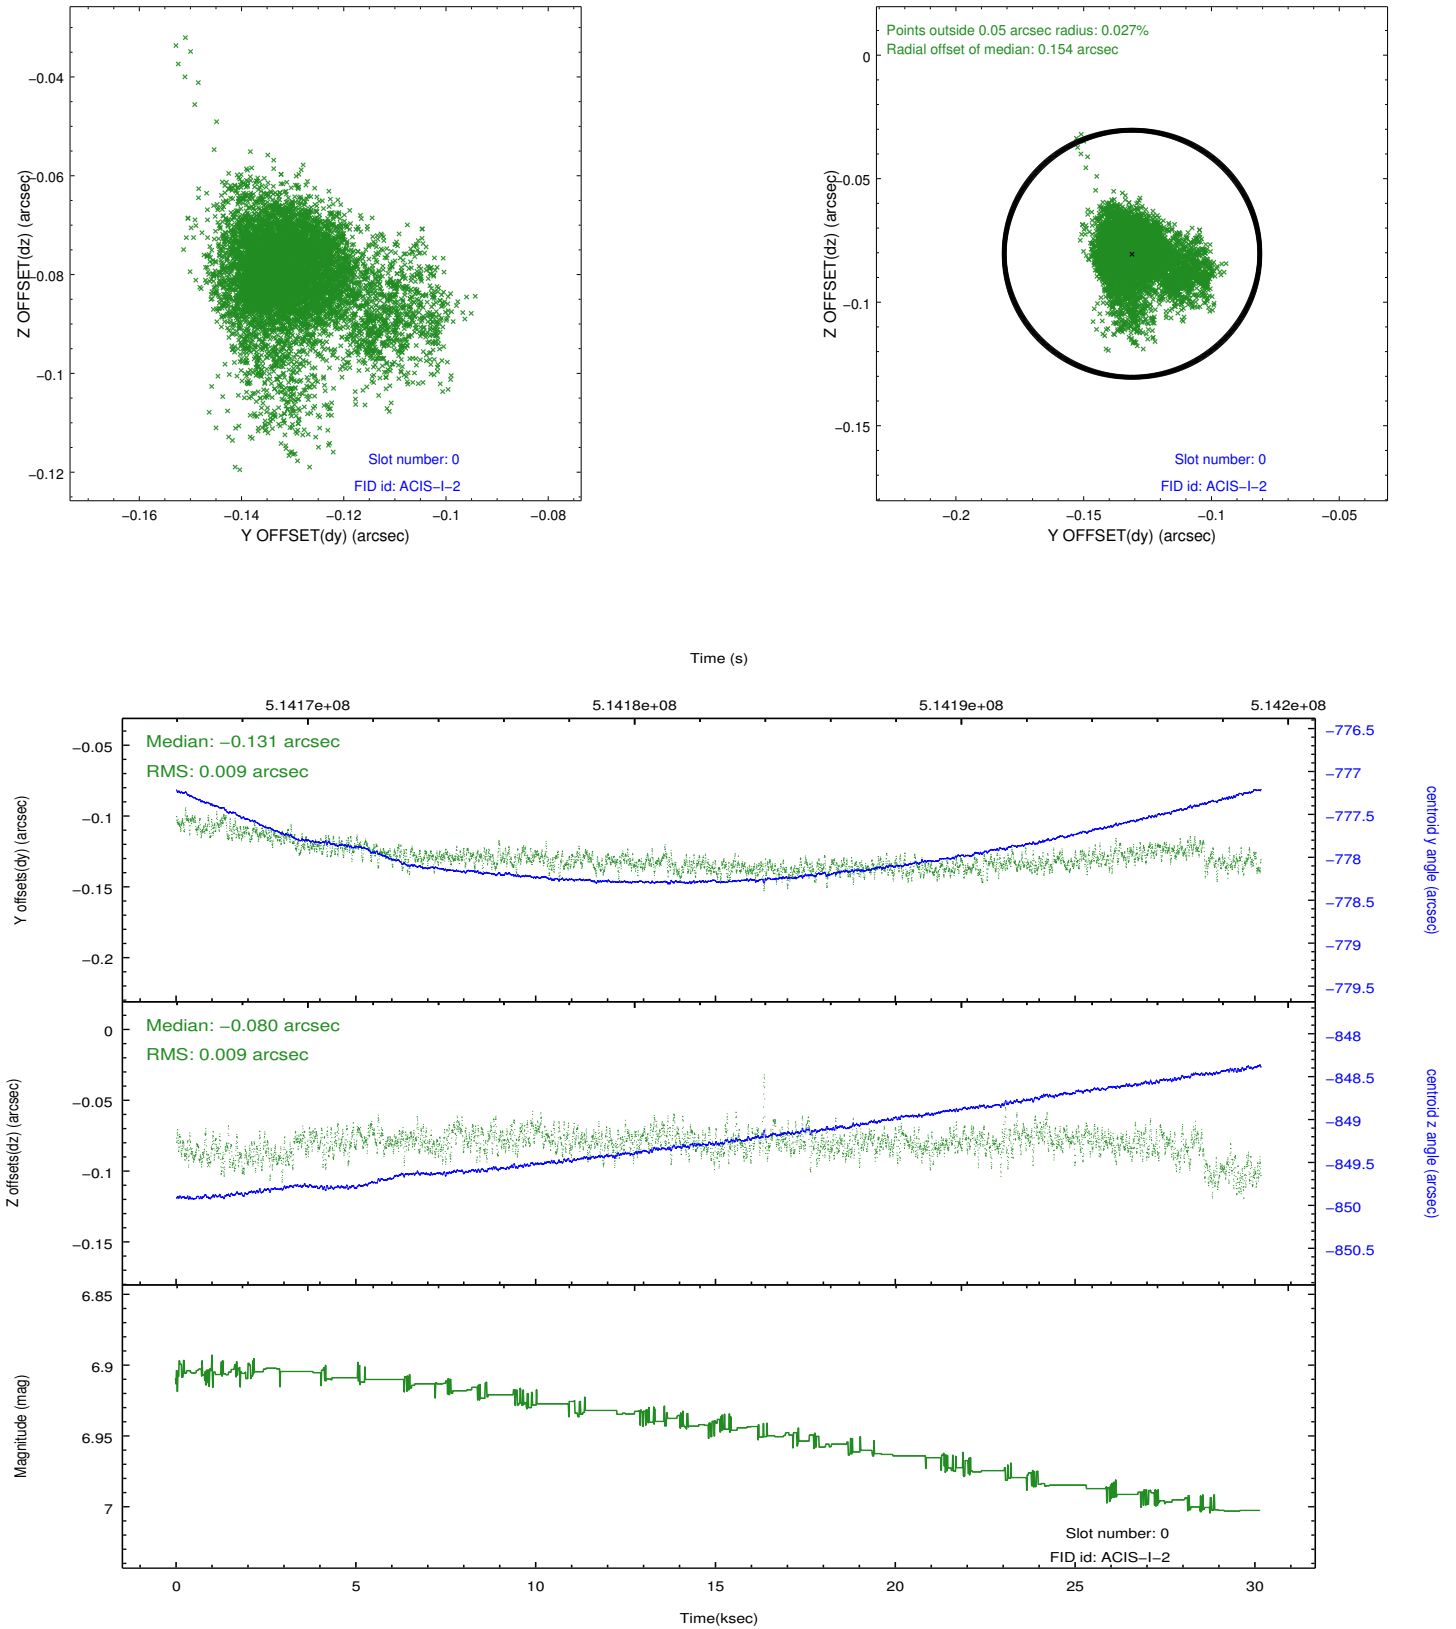 −0.04
−0.06
−0.08
−0.1
−0.12
Z OFFSET(dz) (arcsec)
Slot number: 0
FID id: ACIS−I−2
−0.16
−0.14
−0.12
−0.1
−0.08
Y OFFSET(dy) (arcsec)
Points outside 0.05 arcsec radius: 0.027%
Radial offset of median: 0.154 arcsec
0
−0.05
−0.1
−0.15
Z OFFSET(dz) (arcsec)
Slot number: 0
FID id: ACIS−I−2
−0.2
−0.15
−0.1
−0.05
Y OFFSET(dy) (arcsec)
Time (s)
5.1417e+08
5.1418e+08
5.1419e+08
5.142e+08
Median: −0.131 arcsec
RMS: 0.009 arcsec
−0.05
−0.1
−0.15
−0.2
Y offsets(dy) (arcsec)
−776.5
−777
−777.5
−778
−778.5
−779
−779.5
centroid y angle (arcsec)
Median: −0.080 arcsec
RMS: 0.009 arcsec
0
−0.05
−0.1
−0.15
Z offsets(dz) (arcsec)
−848
−848.5
−849
−849.5
−850
−850.5
centroid z angle (arcsec)
6.85
6.9
6.95
7
Magnitude (mag)
Slot number: 0
FID id: ACIS−I−2
0
5
10
15
20
25
30
Time(ksec)